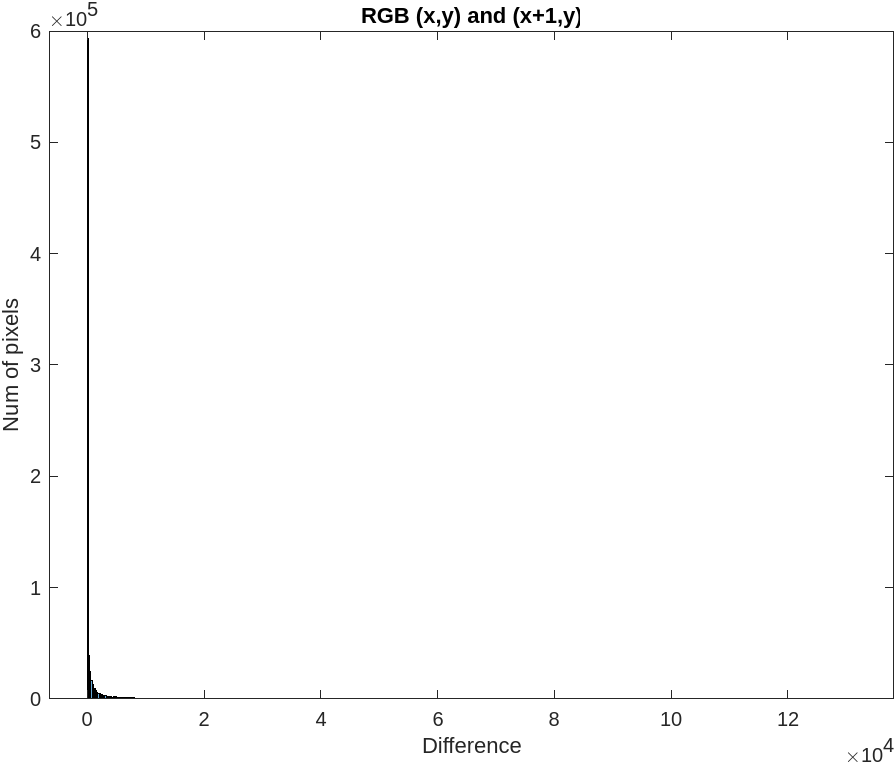 RGB (x,y) and (x+1,y)
×10^5
6
5
4
3
2
1
0
Num of pixels
0 2 4 6 8 10 12
Difference
×10^4